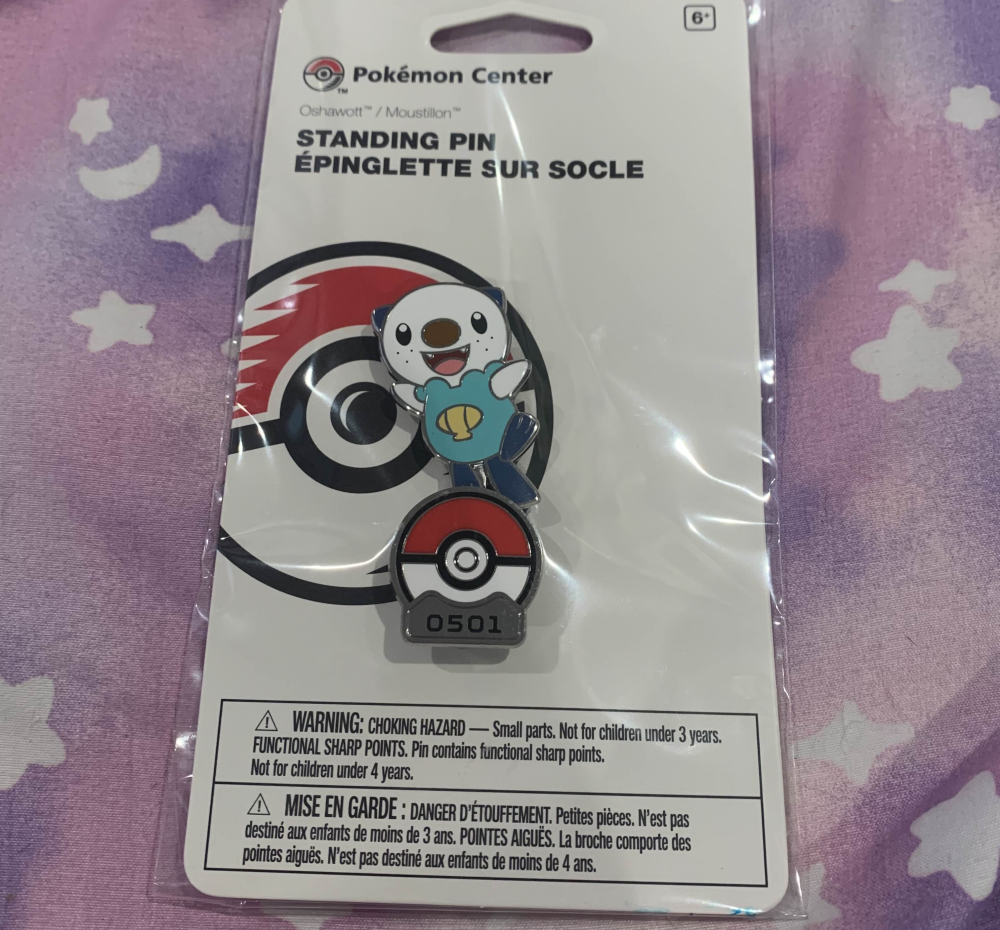 6+
Pokémon Center
TM
Oshawott™ / Moustillon™
STANDING PIN
ÉPINGLETTE SUR SOCLE
0501
⚠ WARNING: CHOKING HAZARD — Small parts. Not for children under 3 years.
FUNCTIONAL SHARP POINTS. Pin contains functional sharp points.
Not for children under 4 years.
⚠ MISE EN GARDE : DANGER D'ÉTOUFFEMENT. Petites pièces. N'est pas
destiné aux enfants de moins de 3 ans. POINTES AIGUËS. La broche comporte des
pointes aiguës. N'est pas destiné aux enfants de moins de 4 ans.